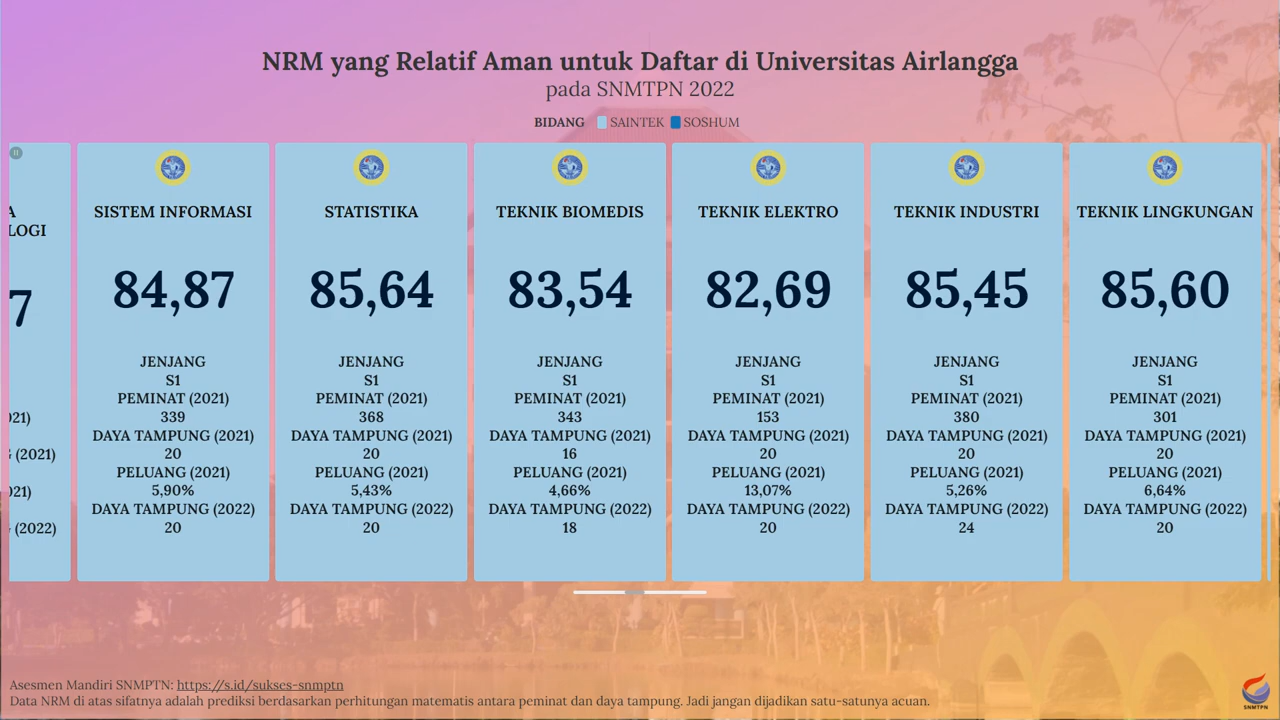 NRM yang Relatif Aman untuk Daftar di Universitas Airlangga
pada SNMTPN 2022
BIDANG SAINTEK SOSHUM
A
LOGI
7
021)
(2021)
021)
(2022)
SISTEM INFORMASI
84,87
JENJANG
S1
PEMINAT (2021)
339
DAYA TAMPUNG (2021)
20
PELUANG (2021)
5,90%
DAYA TAMPUNG (2022)
20
STATISTIKA
85,64
JENJANG
S1
PEMINAT (2021)
368
DAYA TAMPUNG (2021)
20
PELUANG (2021)
5,43%
DAYA TAMPUNG (2022)
20
TEKNIK BIOMEDIS
83,54
JENJANG
S1
PEMINAT (2021)
343
DAYA TAMPUNG (2021)
16
PELUANG (2021)
4,66%
DAYA TAMPUNG (2022)
18
TEKNIK ELEKTRO
82,69
JENJANG
S1
PEMINAT (2021)
153
DAYA TAMPUNG (2021)
20
PELUANG (2021)
13,07%
DAYA TAMPUNG (2022)
20
TEKNIK INDUSTRI
85,45
JENJANG
S1
PEMINAT (2021)
380
DAYA TAMPUNG (2021)
20
PELUANG (2021)
5,26%
DAYA TAMPUNG (2022)
24
TEKNIK LINGKUNGAN
85,60
JENJANG
S1
PEMINAT (2021)
301
DAYA TAMPUNG (2021)
20
PELUANG (2021)
6,64%
DAYA TAMPUNG (2022)
20
Asesmen Mandiri SNMPTN: https://s.id/sukses-snmptn
Data NRM di atas sifatnya adalah prediksi berdasarkan perhitungan matematis antara peminat dan daya tampung. Jadi jangan dijadikan satu-satunya acuan.
SNMTPN